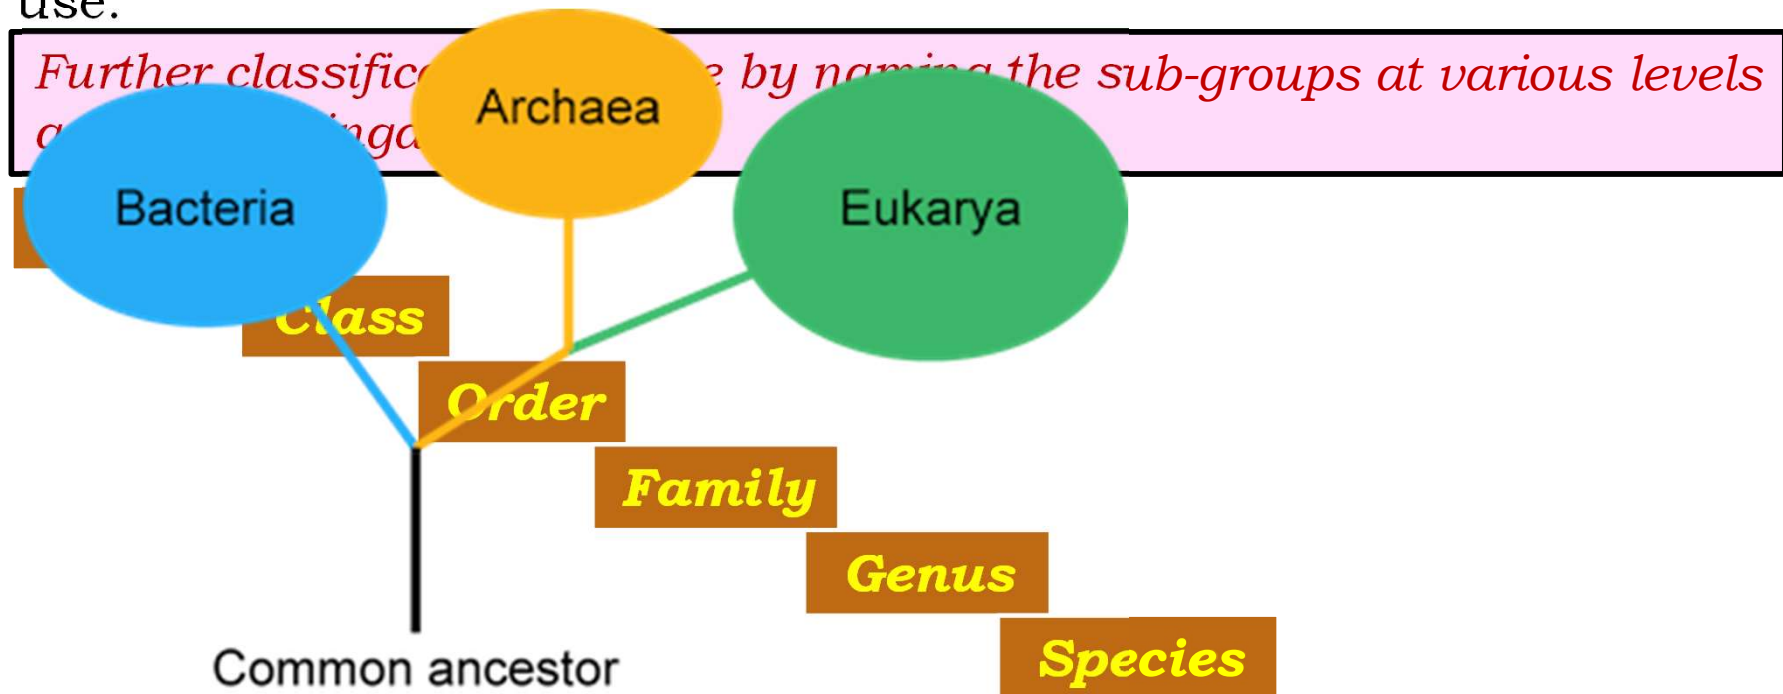 use.
Further by naming the sub-groups at various levels
Archaea
Bacteria
Eukarya
Class
Order
Family
Genus
Species
Common ancestor